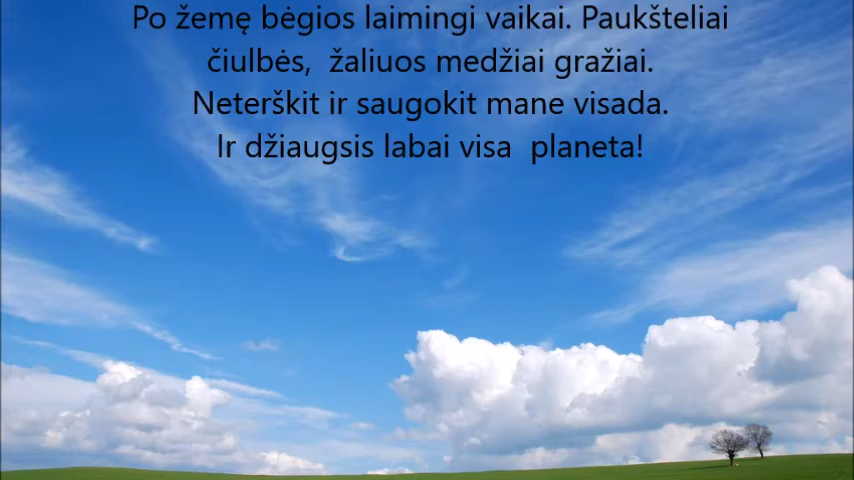 Po žemę bėgios laimingi vaikai. Paukšteliai
čiulbės,  žaliuos medžiai gražiai.
Neterškit ir saugokit mane visada.
Ir džiaugsis labai visa  planeta!